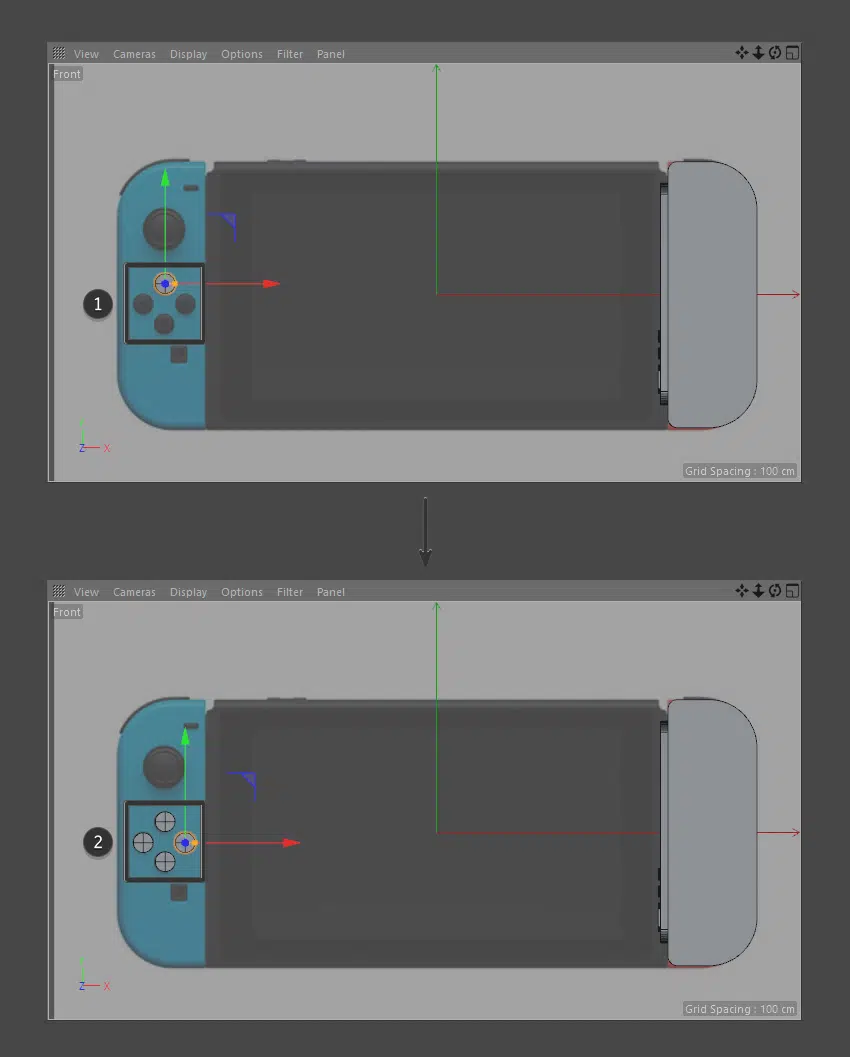 View Cameras Display Options Filter Panel
Front
1
Y
Z X
Grid Spacing : 100 cm
View Cameras Display Options Filter Panel
Front
2
Y
Z X
Grid Spacing : 100 cm